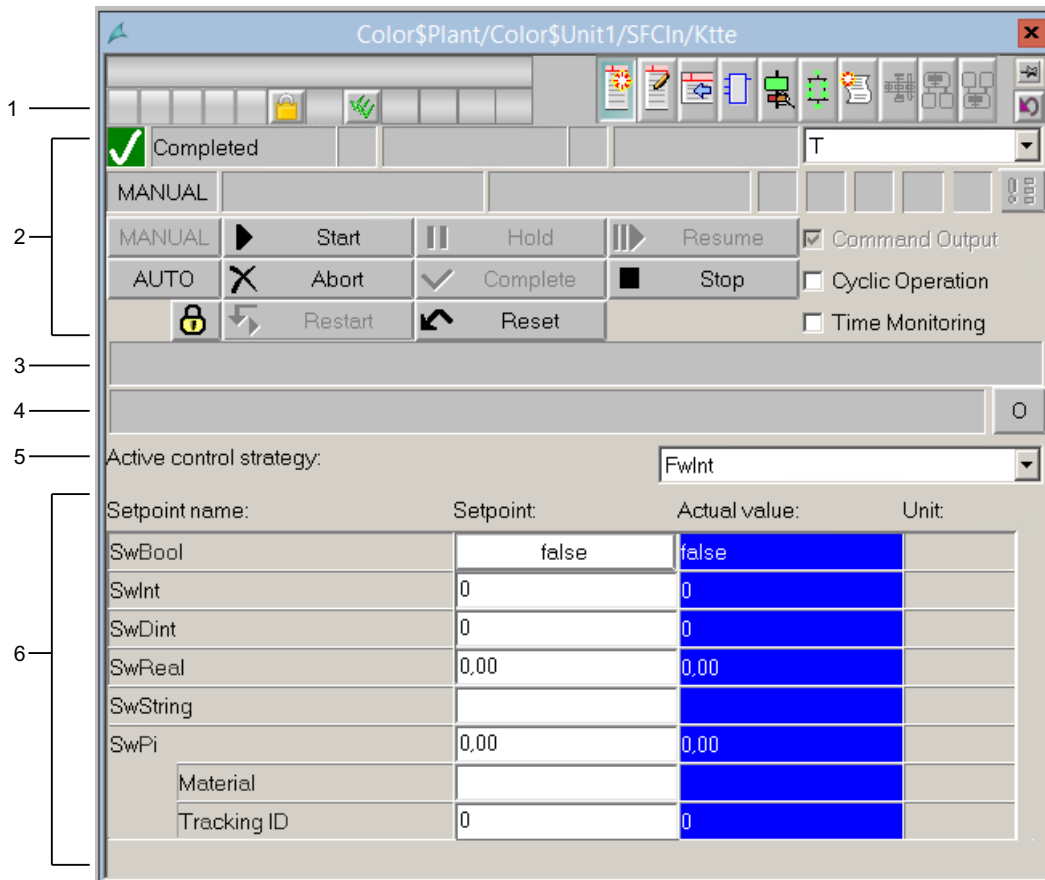 Color$Plant/Color$Unit1/SFCIn/Ktte
1
Completed
T
MANUAL
2
MANUAL Start Hold Resume Command Output
AUTO Abort Complete Stop Cyclic Operation
Restart Reset Time Monitoring
3
4
O
5
Active control strategy: FwInt
Setpoint name: Setpoint: Actual value: Unit:
SwBool false false
SwInt 0 0
SwDint 0 0
6
SwReal 0,00 0,00
SwString
SwPi 0,00 0,00
Material
Tracking ID 0 0